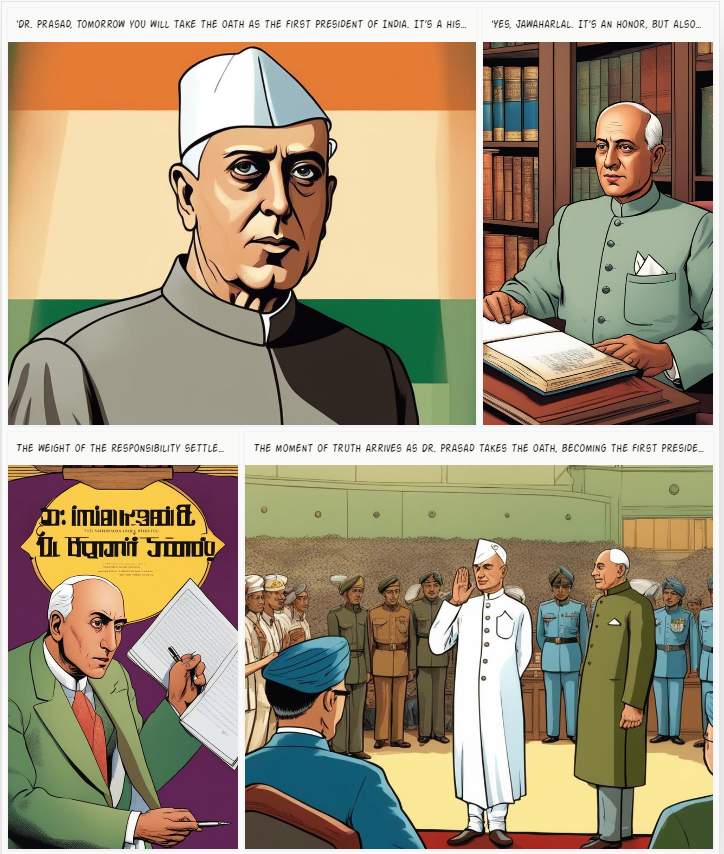 'DR. PRASAD, TOMORROW YOU WILL TAKE THE OATH AS THE FIRST PRESIDENT OF INDIA. IT'S A HIS...
'YES, JAWAHARLAL. IT'S AN HONOR, BUT ALSO...
THE WEIGHT OF THE RESPONSIBILITY SETTLE...
THE MOMENT OF TRUTH ARRIVES AS DR. PRASAD TAKES THE OATH, BECOMING THE FIRST PRESIDE...